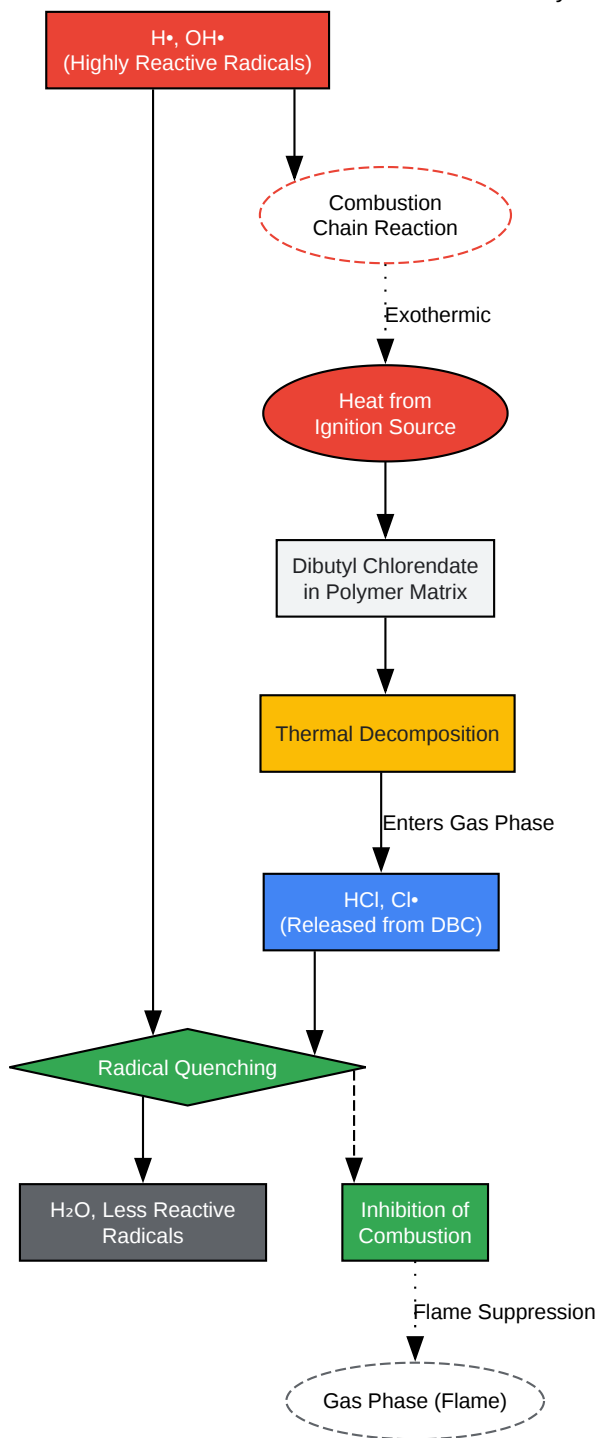 H•, OH•
(Highly Reactive Radicals)
Combustion
Chain Reaction
Exothermic
Heat from
Ignition Source
Dibutyl Chlorendate
in Polymer Matrix
Thermal Decomposition
Enters Gas Phase
HCl, Cl•
(Released from DBC)
Radical Quenching
H₂O, Less Reactive
Radicals
Inhibition of
Combustion
Flame Suppression
Gas Phase (Flame)